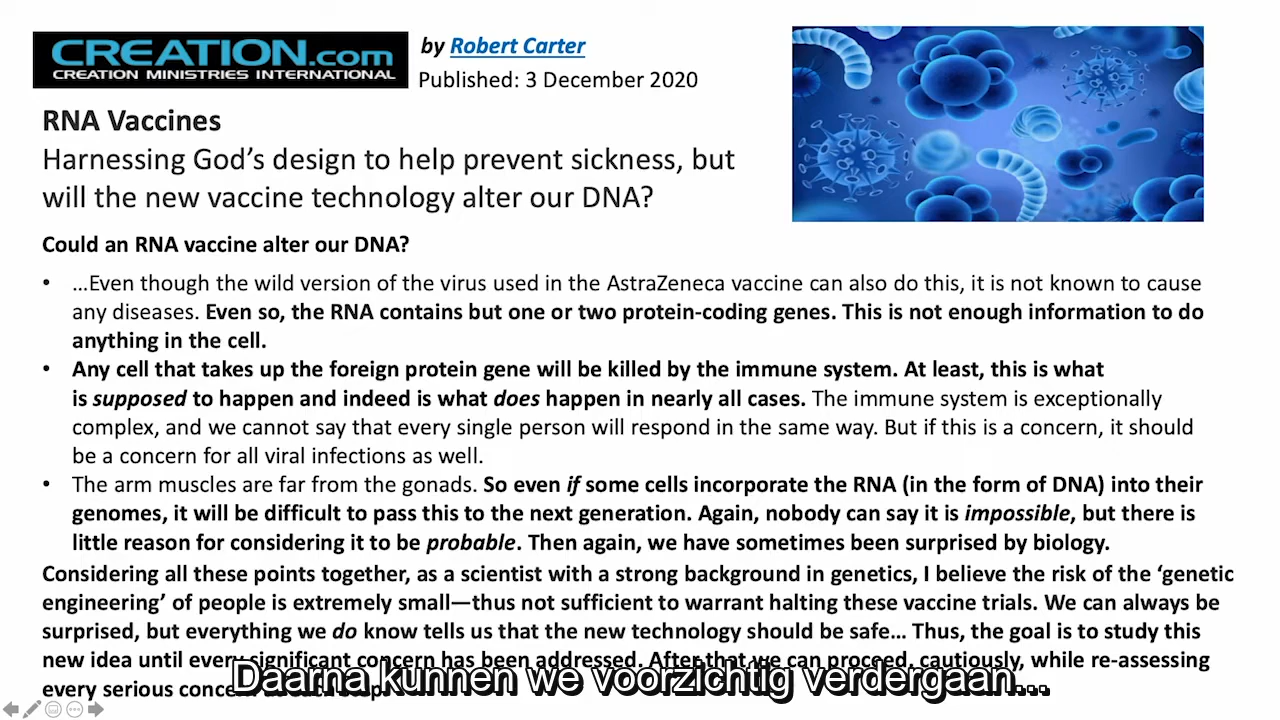 CREATION.com
CREATION MINISTRIES INTERNATIONAL
by Robert Carter
Published: 3 December 2020
RNA Vaccines
Harnessing God’s design to help prevent sickness, but
will the new vaccine technology alter our DNA?
Could an RNA vaccine alter our DNA?
• …Even though the wild version of the virus used in the AstraZeneca vaccine can also do this, it is not known to cause
any diseases. Even so, the RNA contains but one or two protein-coding genes. This is not enough information to do
anything in the cell.
• Any cell that takes up the foreign protein gene will be killed by the immune system. At least, this is what
is supposed to happen and indeed is what does happen in nearly all cases. The immune system is exceptionally
complex, and we cannot say that every single person will respond in the same way. But if this is a concern, it should
be a concern for all viral infections as well.
• The arm muscles are far from the gonads. So even if some cells incorporate the RNA (in the form of DNA) into their
genomes, it will be difficult to pass this to the next generation. Again, nobody can say it is impossible, but there is
little reason for considering it to be probable. Then again, we have sometimes been surprised by biology.
Considering all these points together, as a scientist with a strong background in genetics, I believe the risk of the ‘genetic
engineering’ of people is extremely small—thus not sufficient to warrant halting these vaccine trials. We can always be
surprised, but everything we do know tells us that the new technology should be safe… Thus, the goal is to study this
new idea until every significant concern has been addressed. After that we can proceed, cautiously, while re-assessing
every serious
Daarna kunnen we voorzichtig verdergaan...